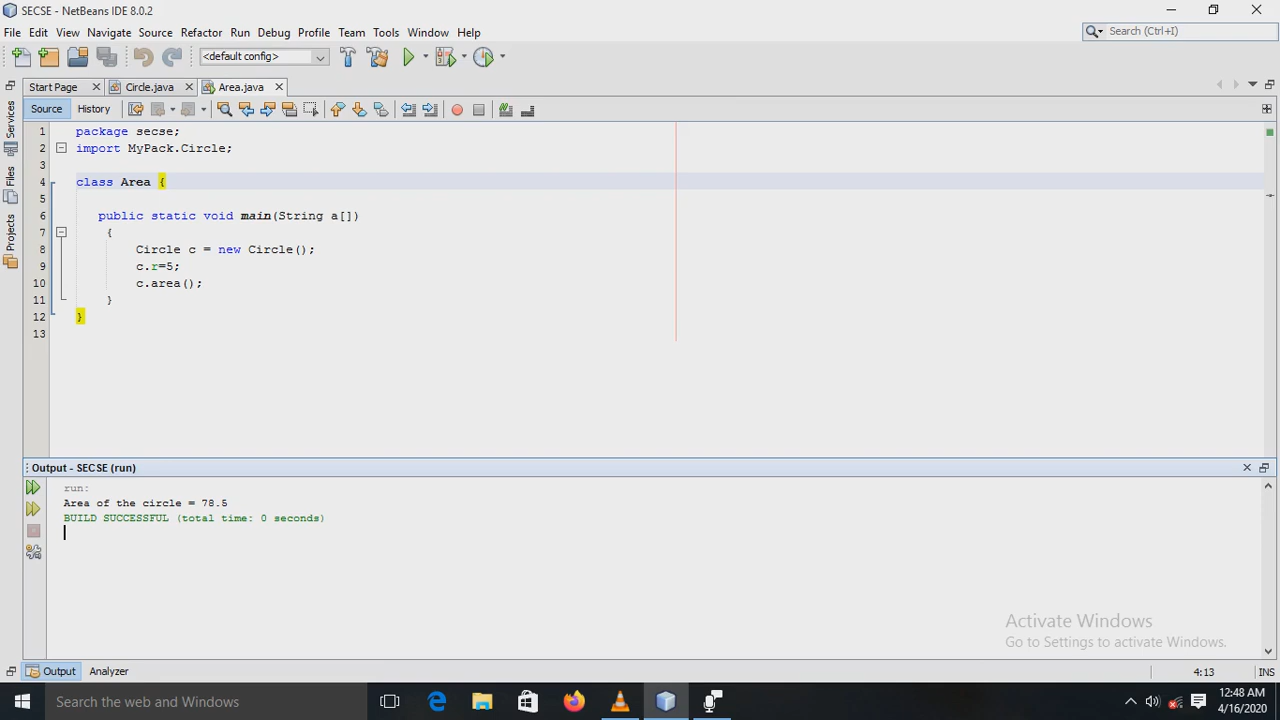 SECSE - NetBeans IDE 8.0.2
File Edit View Navigate Source Refactor Run Debug Profile Team Tools Window Help
Search (Ctrl+I)
<default config>
Start Page Circle.java Area.java
Source History
Services
Files
Projects
1 package secse;
2 import MyPack.Circle;
3
4 class Area {
5
6 public static void main(String a[])
7 {
8 Circle c = new Circle();
9 c.r=5;
10 c.area();
11 }
12 }
13
Output - SECSE (run)
run:
Area of the circle = 78.5
BUILD SUCCESSFUL (total time: 0 seconds)
Activate Windows
Go to Settings to activate Windows.
Output Analyzer
4:13 INS
Search the web and Windows
12:48 AM
4/16/2020